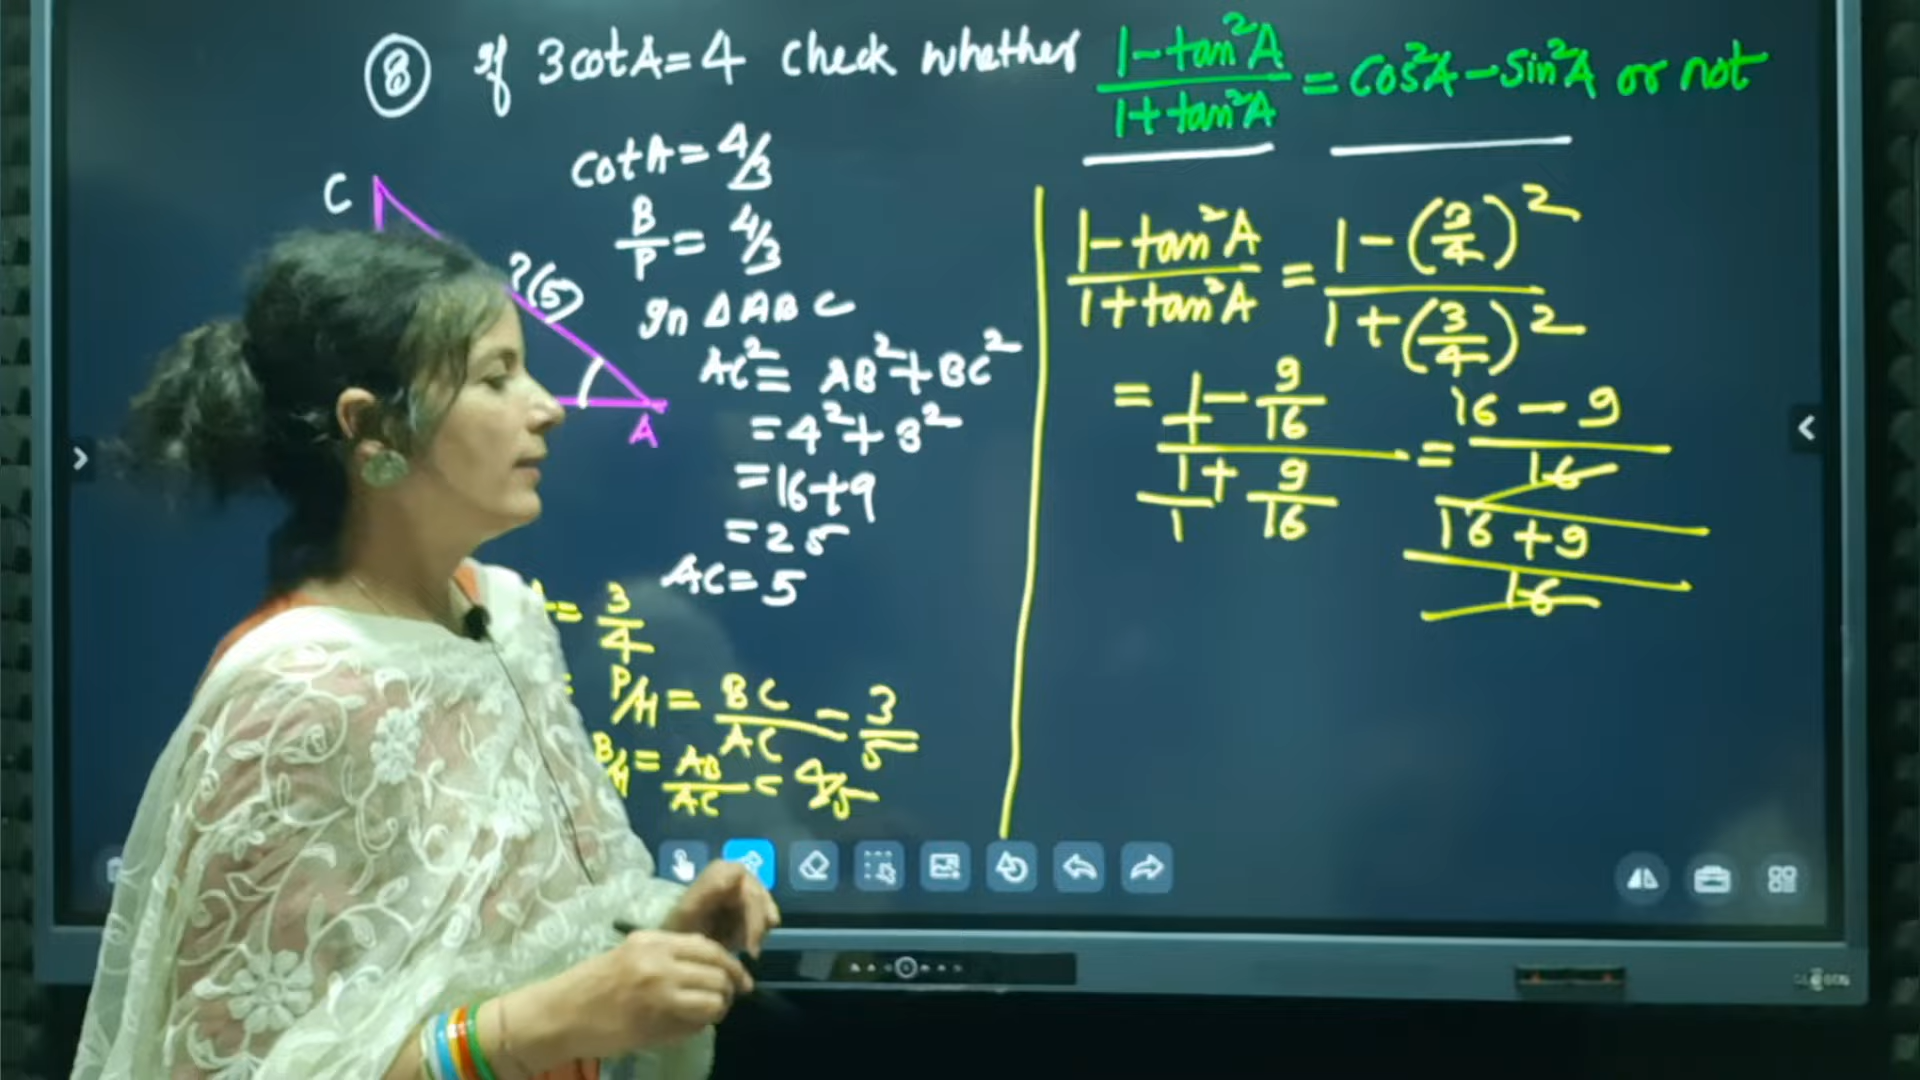 ⑧ If 3cotA=4 Check whether (1-tan²A)/(1+tan²A) = cos²A-sin²A or not
cotA = 4/3
B/P = 4/3
C
?(5)
A
In ΔABC
AC² = AB²+BC²
= 4²+3²
= 16+9
= 25
AC = 5
= 3/4
P/H = BC/AC = 3/5
B/H = AB/AC = 4/5
(1-tan²A)/(1+tan²A) = (1-(3/4)²)/(1+(3/4)²)
= (1/1 - 9/16)/(1/1 + 9/16) = ((16-9)/16)/((16+9)/16)